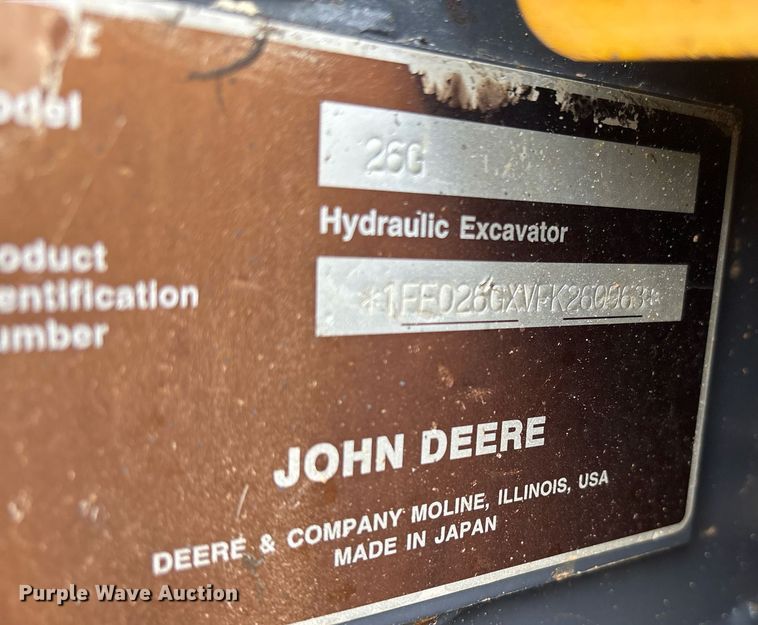 odel
26G
Hydraulic Excavator
oduct
entification
umber
*1FF026GXVFK260963*
JOHN DEERE
DEERE & COMPANY MOLINE, ILLINOIS, USA
MADE IN JAPAN
Purple Wave Auction